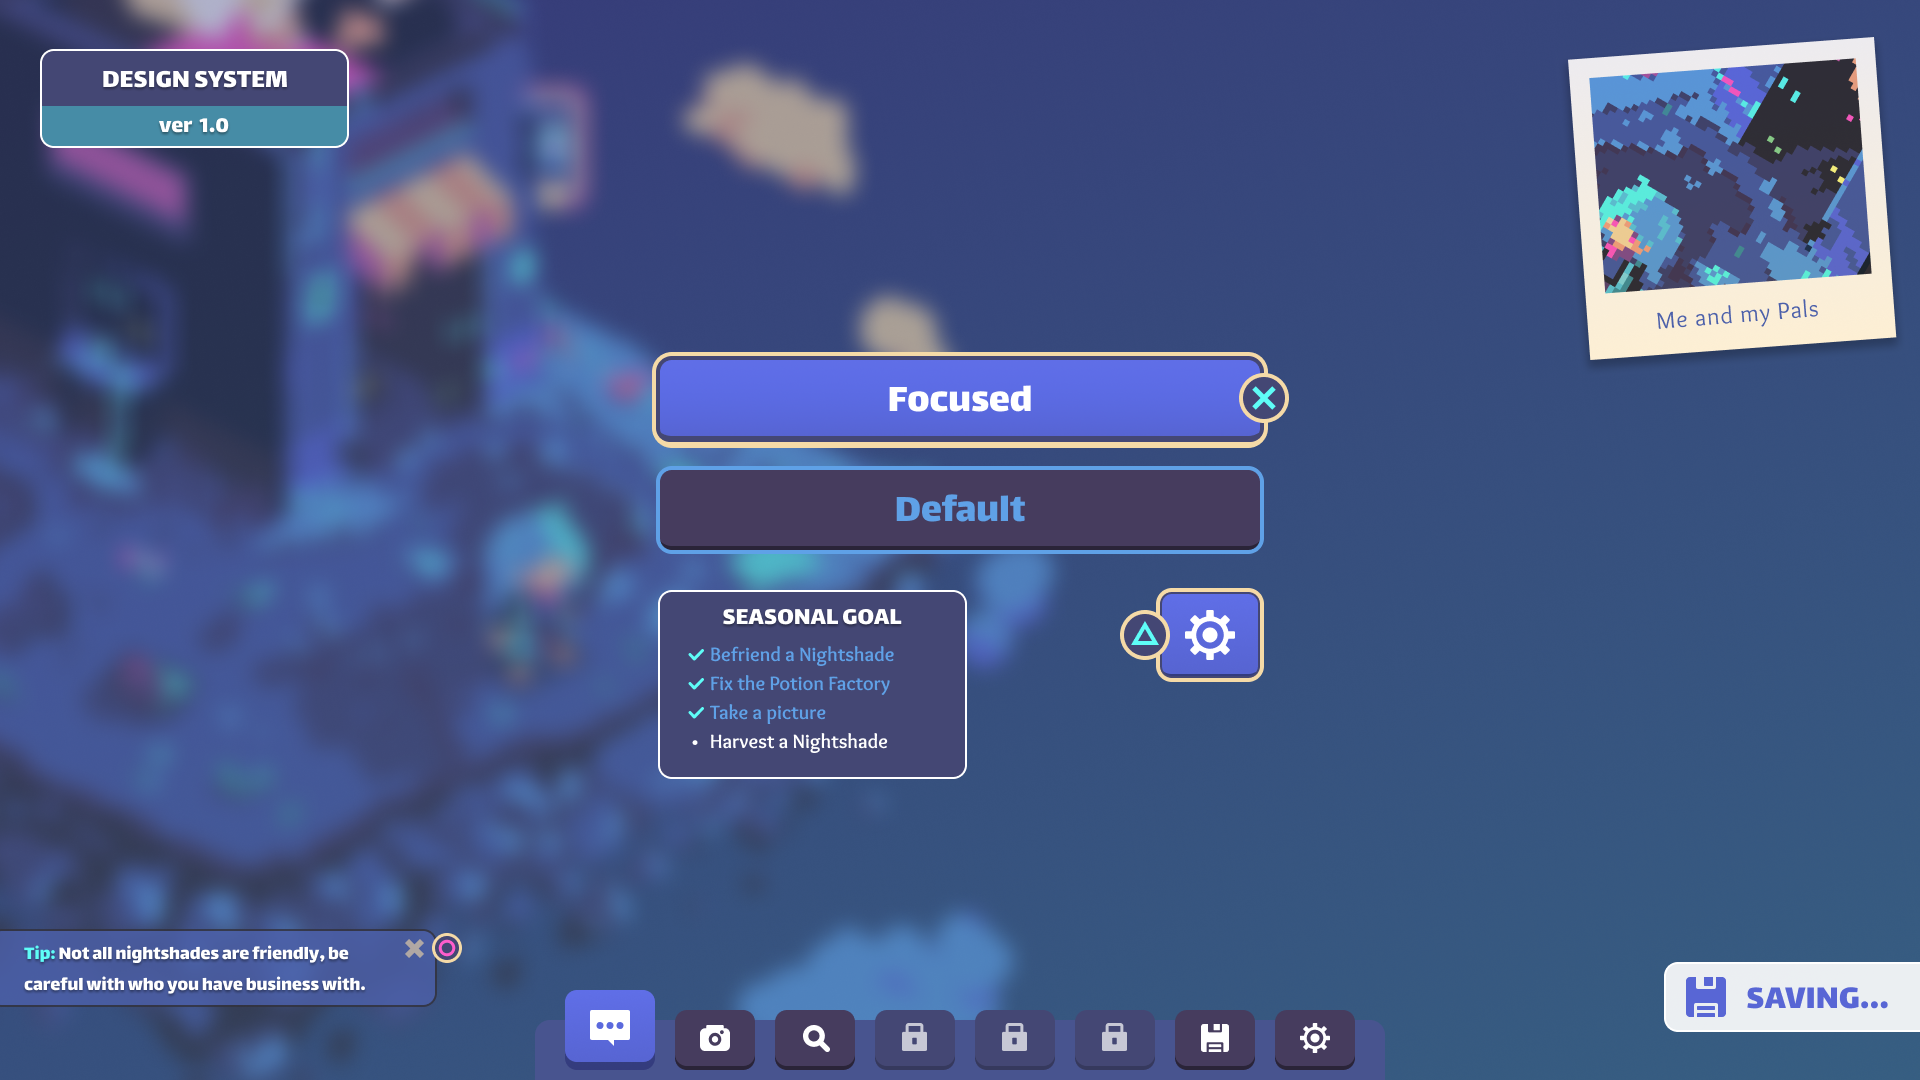 DESIGN SYSTEM
ver 1.0
Me and my Pals
Focused
Default
SEASONAL GOAL
Befriend a Nightshade
Fix the Potion Factory
Take a picture
• Harvest a Nightshade
Tip: Not all nightshades are friendly, be
careful with who you have business with.
SAVING...